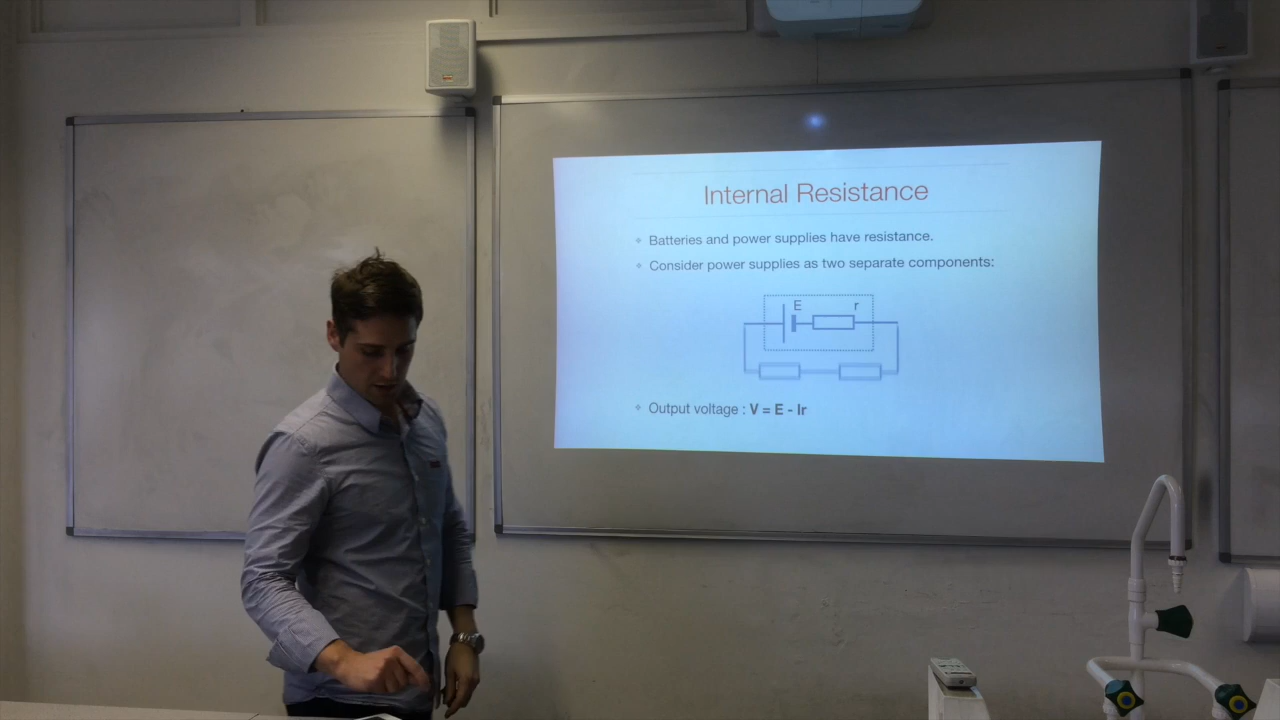 Internal Resistance
Batteries and power supplies have resistance.
Consider power supplies as two separate components:
E r
Output voltage : V = E - Ir